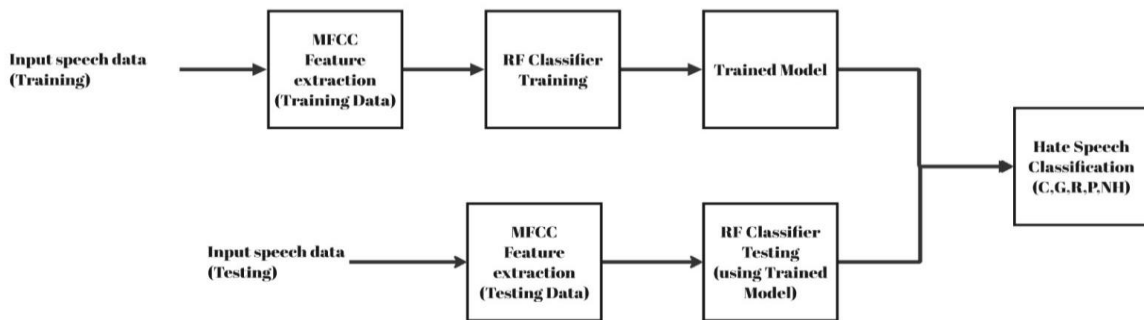 Input speech data
(Training)
MFCC
Feature
extraction
(Training Data)
RF Classifier
Training
Trained Model
Hate Speech
Classification
(C,G,R,P,NH)
Input speech data
(Testing)
MFCC
Feature
extraction
(Testing Data)
RF Classifier
Testing
(using Trained
Model)